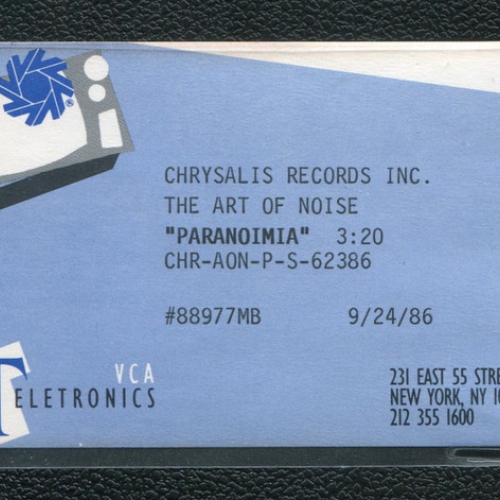 ®
CHRYSALIS RECORDS INC.
THE ART OF NOISE
"PARANOIMIA" 3:20
CHR-AON-P-S-62386
#88977MB 9/24/86
VCA
TELETRONICS
231 EAST 55 STRE
NEW YORK, NY 10
212 355 1600